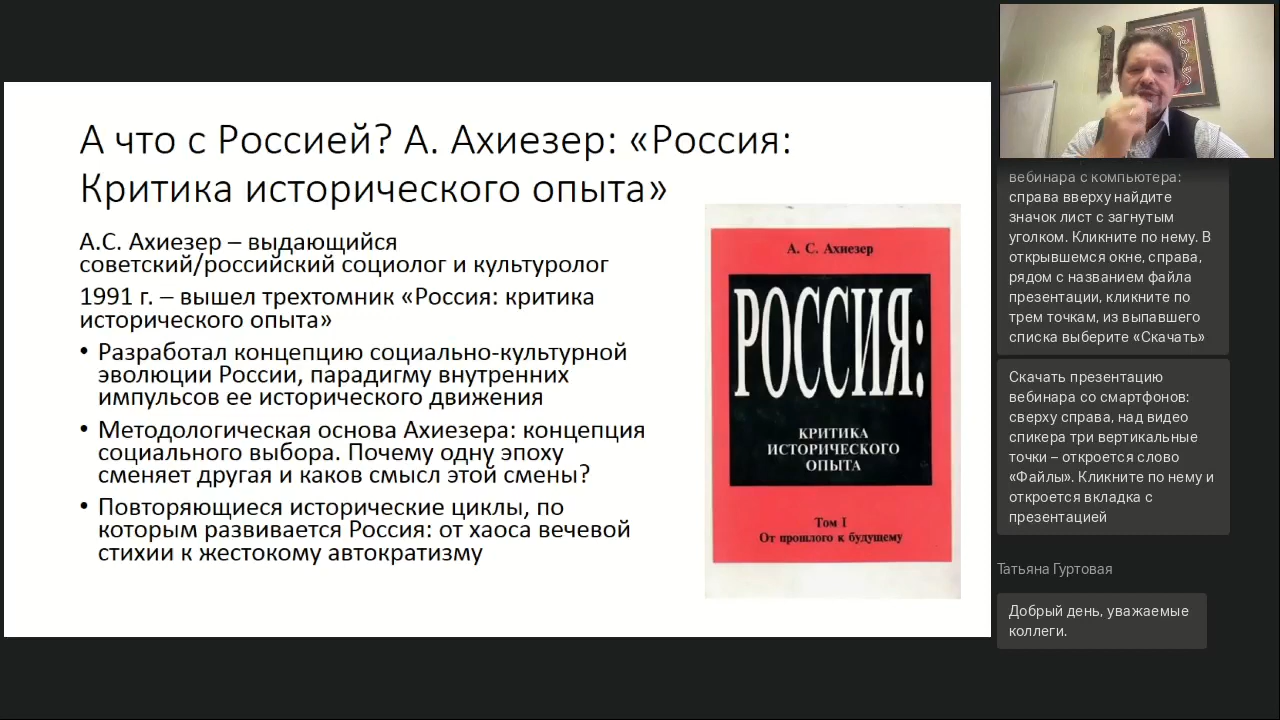 А что с Россией? А. Ахиезер: «Россия:
Критика исторического опыта»
А.С. Ахиезер – выдающийся
советский/российский социолог и культуролог
1991 г. – вышел трехтомник «Россия: критика
исторического опыта»
• Разработал концепцию социально-культурной
эволюции России, парадигму внутренних
импульсов ее исторического движения
• Методологическая основа Ахиезера: концепция
социального выбора. Почему одну эпоху
сменяет другая и каков смысл этой смены?
• Повторяющиеся исторические циклы, по
которым развивается Россия: от хаоса вечевой
стихии к жестокому автократизму
А. С. Ахиезер
РОССИЯ:
КРИТИКА
ИСТОРИЧЕСКОГО
ОПЫТА
Том I
От прошлого к будущему
вебинара с компьютера:
справа вверху найдите
значок лист с загнутым
уголком. Кликните по нему. В
открывшемся окне, справа,
рядом с названием файла
презентации, кликните по
трем точкам, из выпавшего
списка выберите «Скачать»
Скачать презентацию
вебинара со смартфонов:
сверху справа, над видео
спикера три вертикальные
точки – откроется слово
«Файлы». Кликните по нему и
откроется вкладка с
презентацией
Татьяна Гуртовая
Добрый день, уважаемые
коллеги.